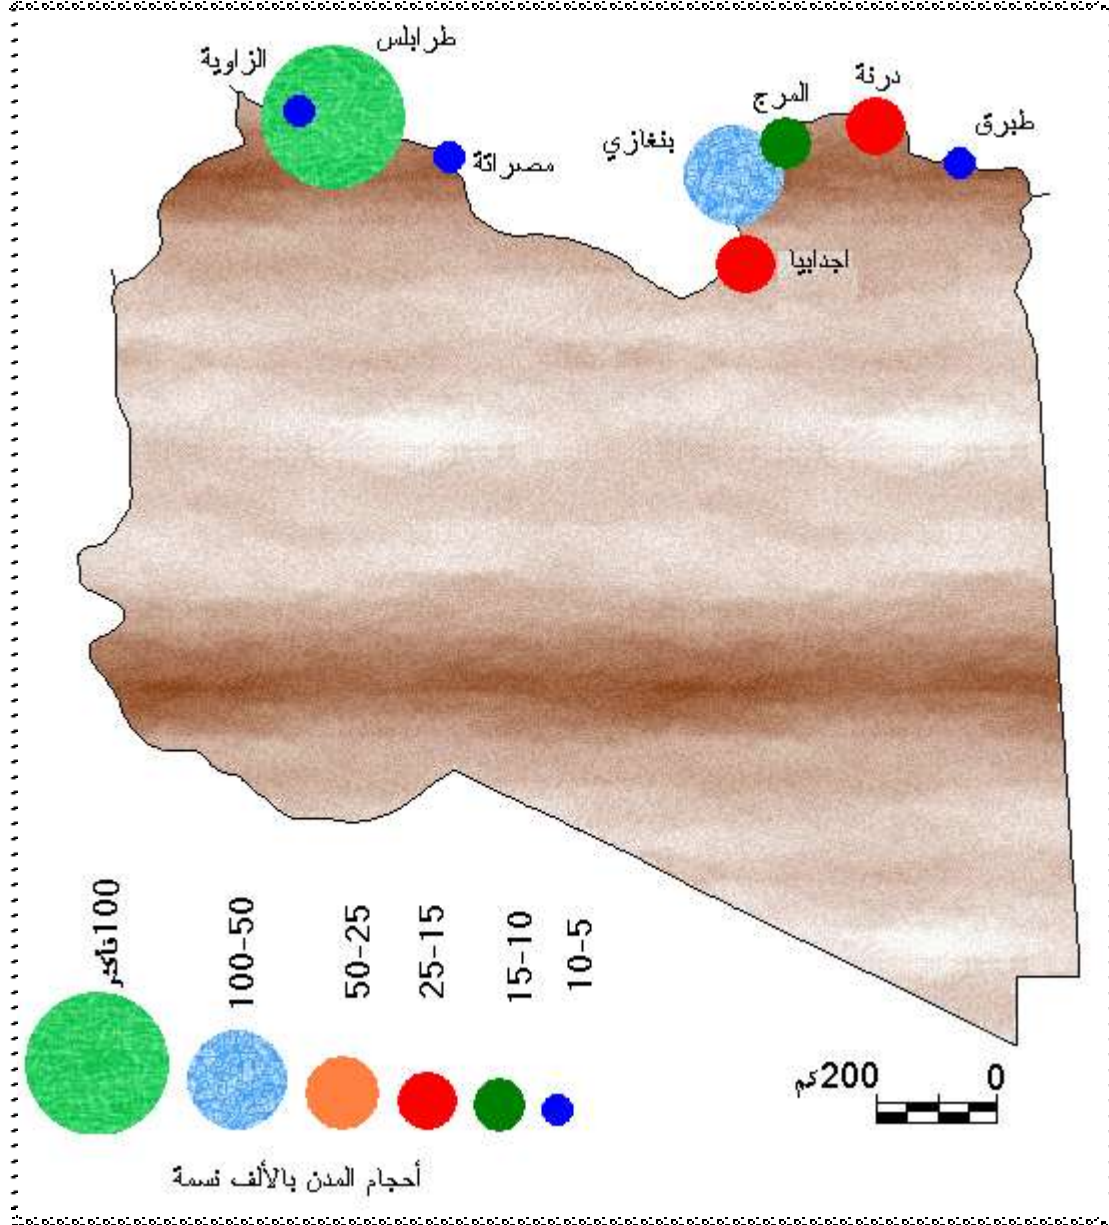 طرابلس
الزاوية
مصراتة
درنة
المرج
بنغازي
طبرق
اجدابيا
100فأكثر
100-50
50-25
25-15
15-10
10-5
200كم
0
أحجام المدن بالألف نسمة